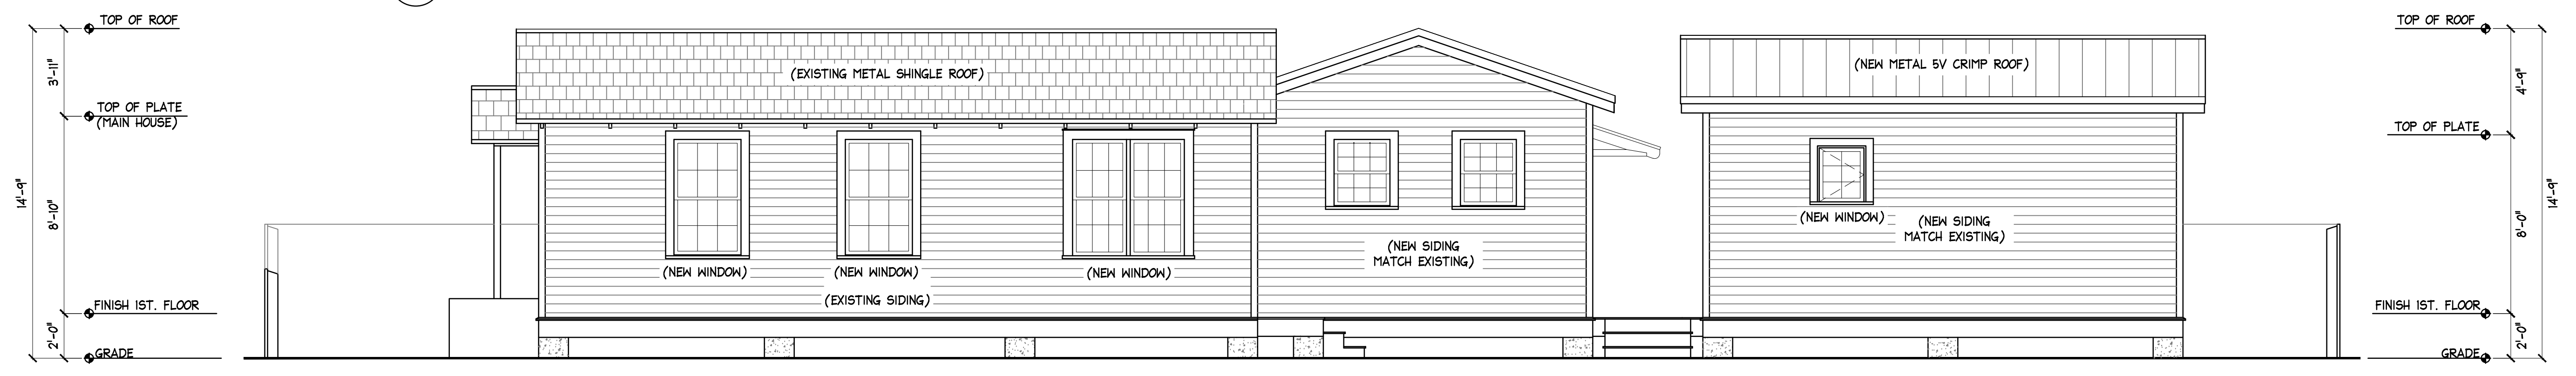 TOP OF ROOF
3'-11"
TOP OF PLATE
(MAIN HOUSE)
14'-9"
8'-10"
FINISH 1ST. FLOOR
2'-0"
GRADE
(EXISTING METAL SHINGLE ROOF)
(NEW WINDOW)
(NEW WINDOW)
(NEW WINDOW)
(EXISTING SIDING)
(NEW SIDING
MATCH EXISTING)
(NEW METAL 5V CRIMP ROOF)
(NEW WINDOW)
(NEW SIDING
MATCH EXISTING)
TOP OF ROOF
4'-9"
TOP OF PLATE
14'-9"
8'-0"
FINISH 1ST. FLOOR
2'-0"
GRADE